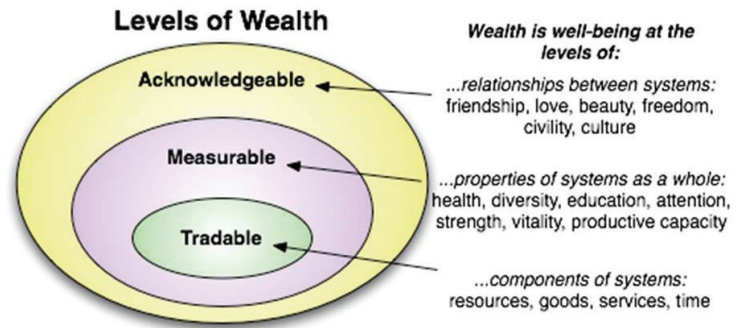 Levels of Wealth
Acknowledgeable
Measurable
Tradable
Wealth is well-being at the
levels of:
...relationships between systems:
friendship, love, beauty, freedom,
civility, culture
...properties of systems as a whole:
health, diversity, education, attention,
strength, vitality, productive capacity
...components of systems:
resources, goods, services, time